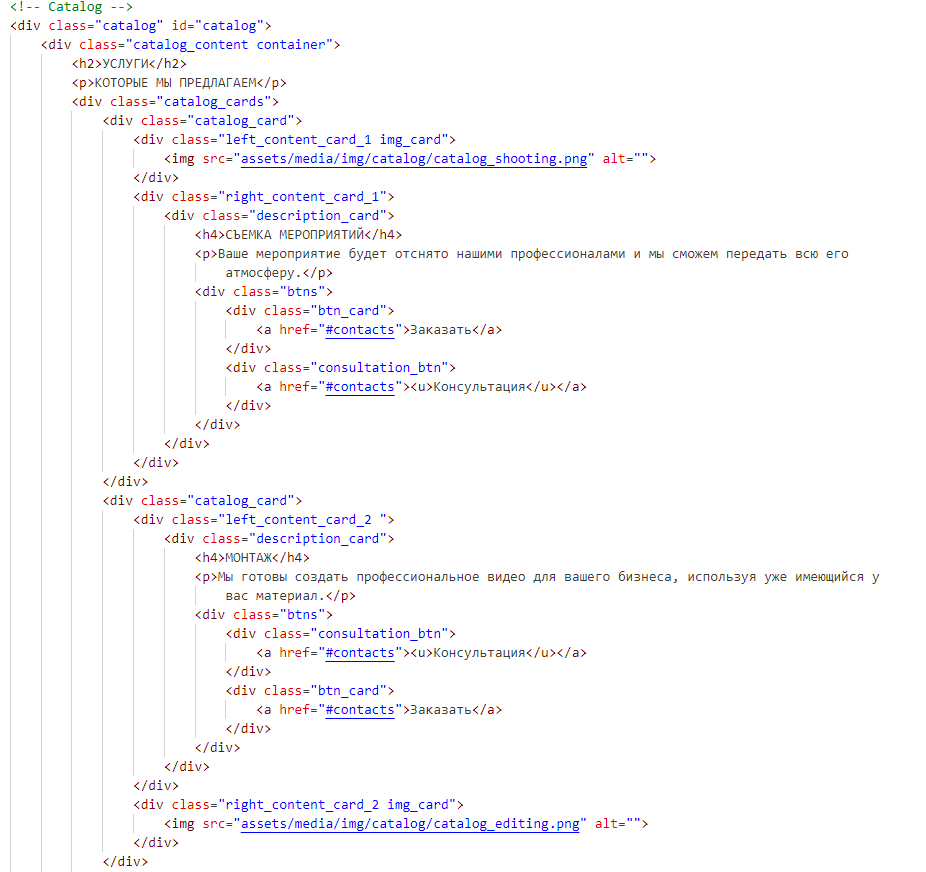 <!-- Catalog -->
<div class="catalog" id="catalog">
<div class="catalog_content container">
<h2>УСЛУГИ</h2>
<p>КОТОРЫЕ МЫ ПРЕДЛАГАЕМ</p>
<div class="catalog_cards">
<div class="catalog_card">
<div class="left_content_card_1 img_card">
<img src="assets/media/img/catalog/catalog_shooting.png" alt="">
</div>
<div class="right_content_card_1">
<div class="description_card">
<h4>СЪЕМКА МЕРОПРИЯТИЙ</h4>
<p>Ваше мероприятие будет отснято нашими профессионалами и мы сможем передать всю его
атмосферу.</p>
<div class="btns">
<div class="btn_card">
<a href="#contacts">Заказать</a>
</div>
<div class="consultation_btn">
<a href="#contacts"><u>Консультация</u></a>
</div>
</div>
</div>
</div>
</div>
<div class="catalog_card">
<div class="left_content_card_2 ">
<div class="description_card">
<h4>МОНТАЖ</h4>
<p>Мы готовы создать профессиональное видео для вашего бизнеса, используя уже имеющийся у
вас материал.</p>
<div class="btns">
<div class="consultation_btn">
<a href="#contacts"><u>Консультация</u></a>
</div>
<div class="btn_card">
<a href="#contacts">Заказать</a>
</div>
</div>
</div>
</div>
<div class="right_content_card_2 img_card">
<img src="assets/media/img/catalog/catalog_editing.png" alt="">
</div>
</div>